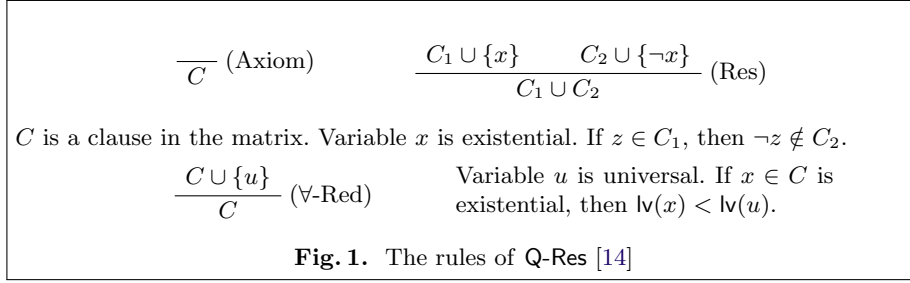 C (Axiom)
C₁ ∪ {x} C₂ ∪ {¬x}
C₁ ∪ C₂ (Res)
C is a clause in the matrix. Variable x is existential. If z ∈ C₁, then ¬z ∉ C₂.
C ∪ {u}
C (∀-Red)
Variable u is universal. If x ∈ C is
existential, then lv(x) < lv(u).
Fig. 1. The rules of Q-Res [14]